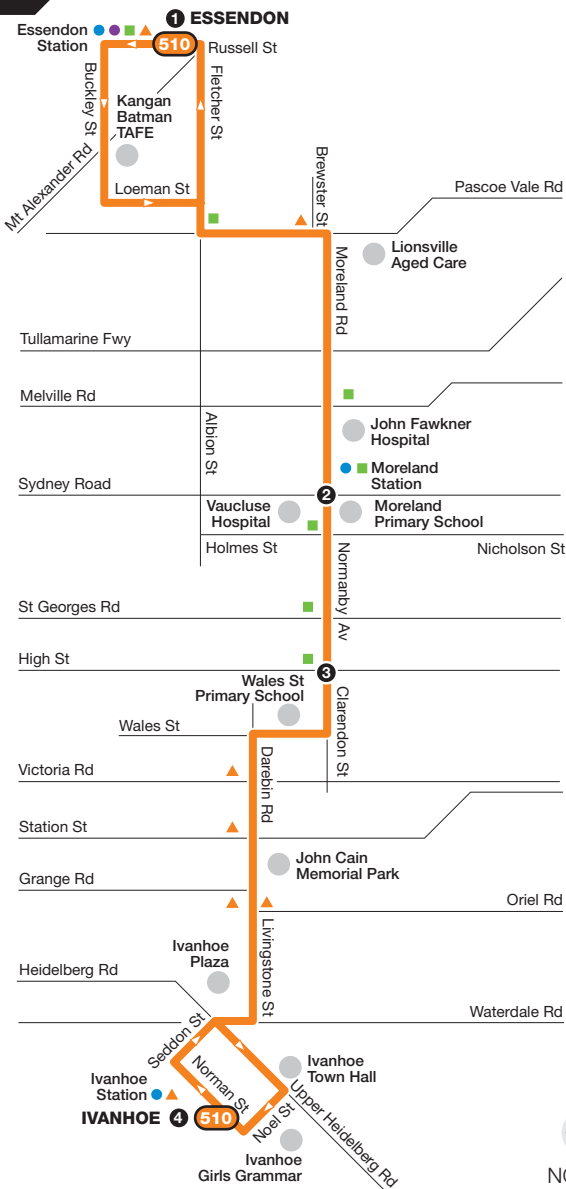 1 ESSENDON
Essendon
Station
510
Russell St
Buckley St
Fletcher St
Kangan
Batman
TAFE
Mt Alexander Rd
Loeman St
Brewster St
Pascoe Vale Rd
Lionsville
Aged Care
Moreland Rd
Tullamarine Fwy
Melville Rd
Albion St
John Fawkner
Hospital
Moreland
Station
Sydney Road
2
Vaucluse
Hospital
Moreland
Primary School
Holmes St
Nicholson St
Normanby Av
St Georges Rd
High St
3
Wales St
Primary School
Clarendon St
Wales St
Darebin Rd
Victoria Rd
Station St
John Cain
Memorial Park
Grange Rd
Oriel Rd
Livingstone St
Ivanhoe
Plaza
Heidelberg Rd
Waterdale Rd
Seddon St
Norman St
Ivanhoe
Town Hall
Ivanhoe
Station
Upper Heidelberg Rd
IVANHOE 4 510
Noel St
Ivanhoe
Girls Grammar